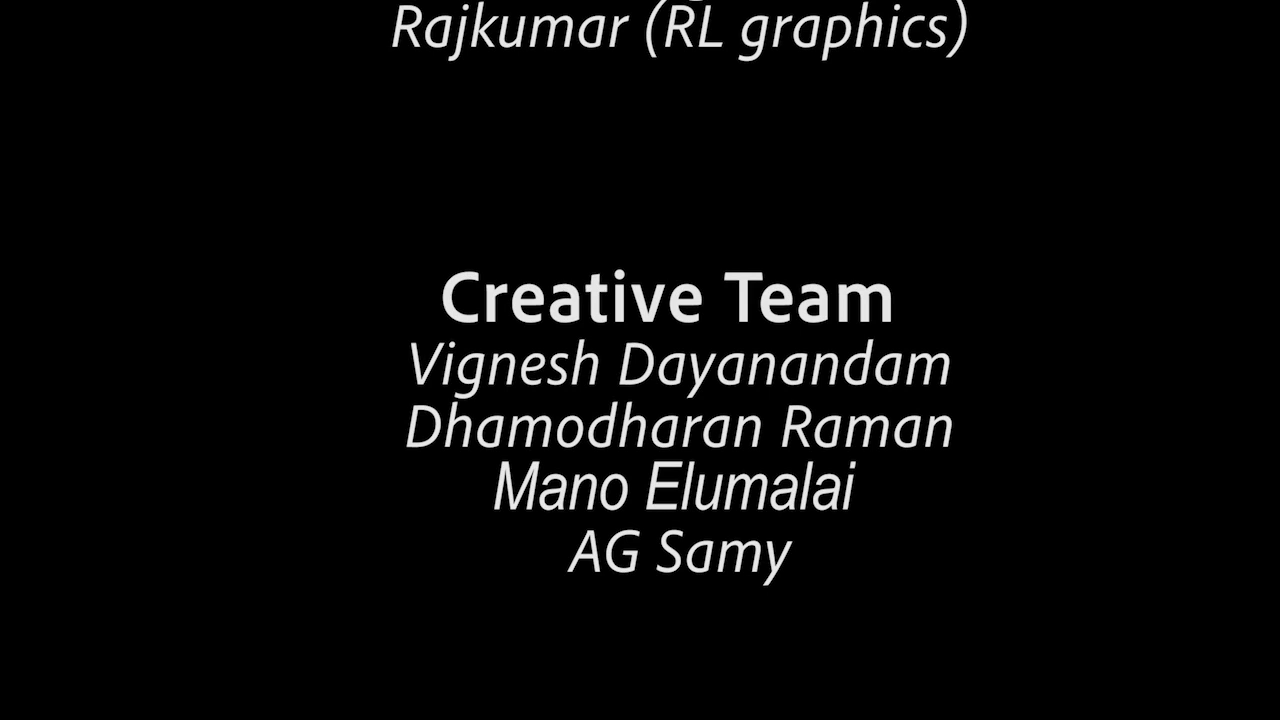 Rajkumar (RL graphics)
Creative Team
Vignesh Dayanandam
Dhamodharan Raman
Mano Elumalai
AG Samy